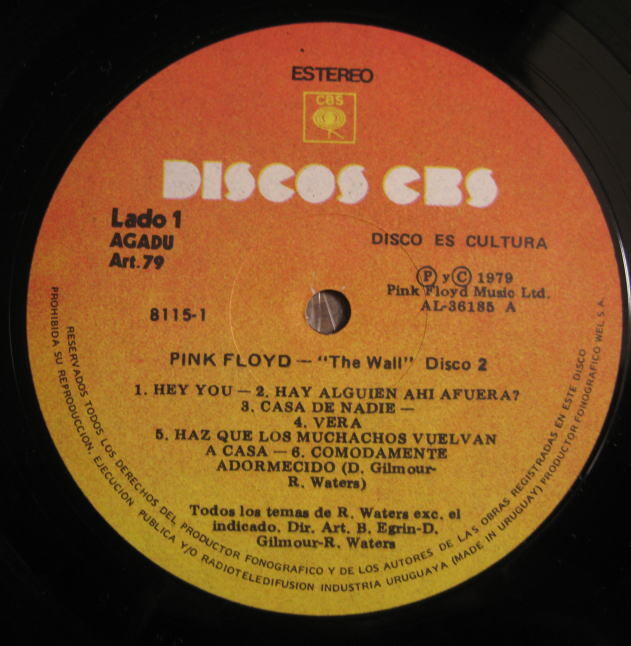 ESTEREO
CBS
DISCOS CBS
Lado 1
AGADU
Art.79
DISCO ES CULTURA
Ⓟ y Ⓒ 1979
Pink Floyd Music Ltd.
AL-36185 A
8115-1
PINK FLOYD — "The Wall" Disco 2
1. HEY YOU — 2. HAY ALGUIEN AHI AFUERA?
3. CASA DE NADIE —
4. VERA
5. HAZ QUE LOS MUCHACHOS VUELVAN
A CASA — 6. COMODAMENTE
ADORMECIDO (D. Gilmour-
R. Waters)
Todos los temas de R. Waters exc. el
indicado. Dir. Art. B. Egrin-D.
Gilmour-R. Waters
RESERVADOS TODOS LOS DERECHOS DEL PRODUCTOR FONOGRAFICO Y DE LOS AUTORES DE LAS OBRAS REGISTRADAS EN ESTE DISCO
PROHIBIDA SU REPRODUCCION, EJECUCION PUBLICA Y/O RADIOTELEDIFUSION INDUSTRIA URUGUAYA (MADE IN URUGUAY) PRODUCTOR FONOGRAFICO WEL S A.